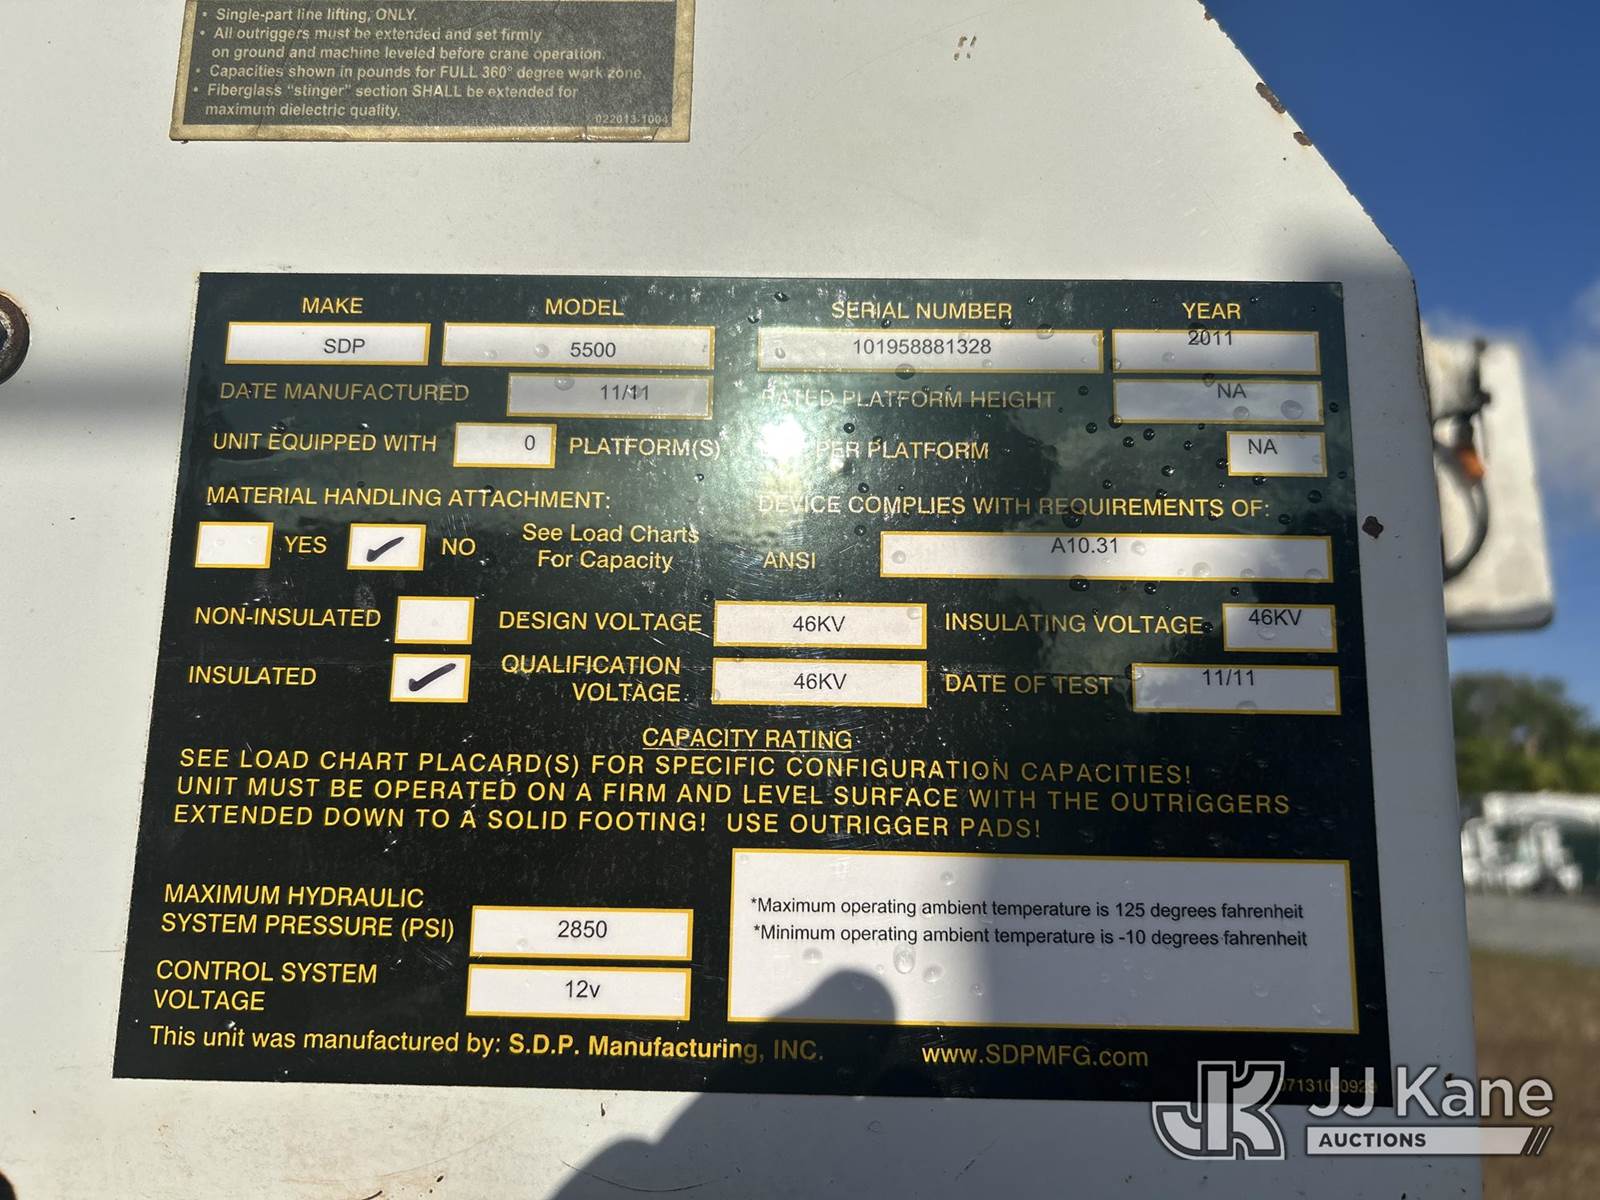 • Single-part line lifting, ONLY.
• All outriggers must be extended and set firmly
on ground and machine leveled before crane operation.
• Capacities shown in pounds for FULL 360° degree work zone.
• Fiberglass "stinger" section SHALL be extended for
maximum dielectric quality.
022013-1004
MAKE MODEL SERIAL NUMBER YEAR
SDP 5500 101958881328 2011
DATE MANUFACTURED 11/11 RATED PLATFORM HEIGHT NA
UNIT EQUIPPED WITH 0 PLATFORM(S) PER PLATFORM NA
MATERIAL HANDLING ATTACHMENT: DEVICE COMPLIES WITH REQUIREMENTS OF:
YES ✓ NO See Load Charts
For Capacity
ANSI A10.31
NON-INSULATED DESIGN VOLTAGE 46KV INSULATING VOLTAGE 46KV
INSULATED ✓ QUALIFICATION
VOLTAGE 46KV DATE OF TEST 11/11
CAPACITY RATING
SEE LOAD CHART PLACARD(S) FOR SPECIFIC CONFIGURATION CAPACITIES!
UNIT MUST BE OPERATED ON A FIRM AND LEVEL SURFACE WITH THE OUTRIGGERS
EXTENDED DOWN TO A SOLID FOOTING! USE OUTRIGGER PADS!
MAXIMUM HYDRAULIC
SYSTEM PRESSURE (PSI) 2850
CONTROL SYSTEM
VOLTAGE 12v
*Maximum operating ambient temperature is 125 degrees fahrenheit
*Minimum operating ambient temperature is -10 degrees fahrenheit
This unit was manufactured by: S.D.P. Manufacturing, INC. www.SDPMFG.com
JJ Kane
AUCTIONS